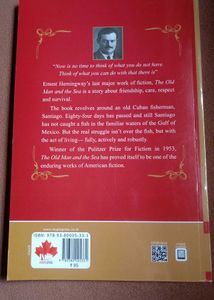 "Now is no time to think of what you do not have.
Think of what you can do with that there is"
Ernest Hemingway's last major work of fiction, The Old
Man and the Sea is a story about friendship, care, respect
and survival.
The book revolves around an old Cuban fisherman,
Santiago. Eighty-four days has passed and still Santiago
has not caught a fish in the familiar waters of the Gulf of
Mexico. But the real struggle isn't over the fish, but with
the act of living— fully, actively and robustly.
Winner of the Pulitzer Prize for Fiction in 1953,
The Old Man and the Sea has proved itself to be one of the
enduring works of American fiction.
₹ 95